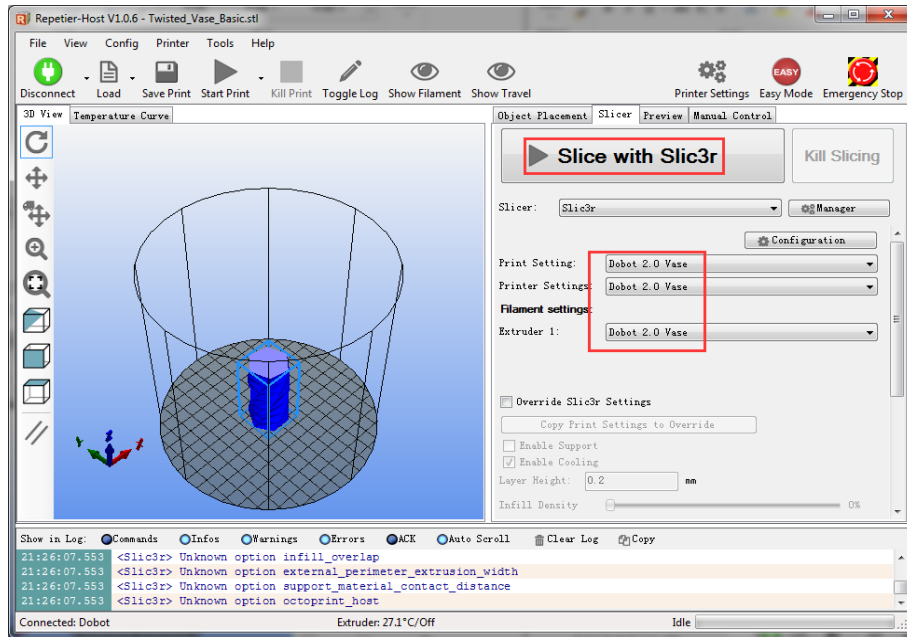 Repetier-Host V1.0.6 - Twisted_Vase_Basic.stl
File View Config Printer Tools Help
Disconnect Load Save Print Start Print Kill Print Toggle Log Show Filament Show Travel Printer Settings Easy Mode Emergency Stop
EASY
3D View Temperature Curve
Object Placement Slicer Preview Manual Control
Slice with Slic3r
Kill Slicing
Slicer: Slic3r Manager
Configuration
Print Setting: Dobot 2.0 Vase
Printer Settings: Dobot 2.0 Vase
Filament settings:
Extruder 1: Dobot 2.0 Vase
Override Slic3r Settings
Copy Print Settings to Override
Enable Support
Enable Cooling
Layer Height: 0.2 mm
Infill Density 0%
Show in Log: Commands Infos Warnings Errors ACK Auto Scroll Clear Log Copy
21:26:07.553 <Slic3r> Unknown option infill_overlap
21:26:07.553 <Slic3r> Unknown option external_perimeter_extrusion_width
21:26:07.553 <Slic3r> Unknown option support_material_contact_distance
21:26:07.553 <Slic3r> Unknown option octoprint_host
Connected: Dobot Extruder: 27.1°C/Off Idle